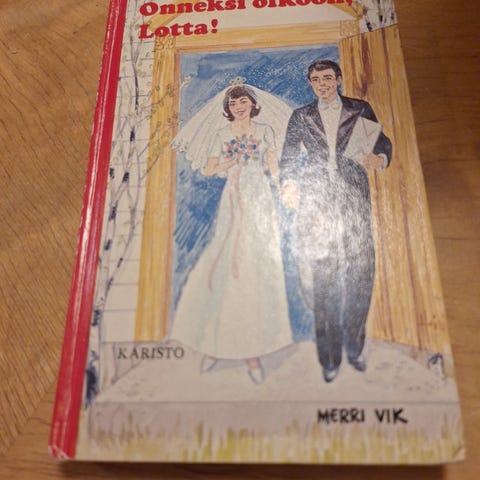 Onneksi olkoon,
Lotta!
KARISTO
MERRI VIK